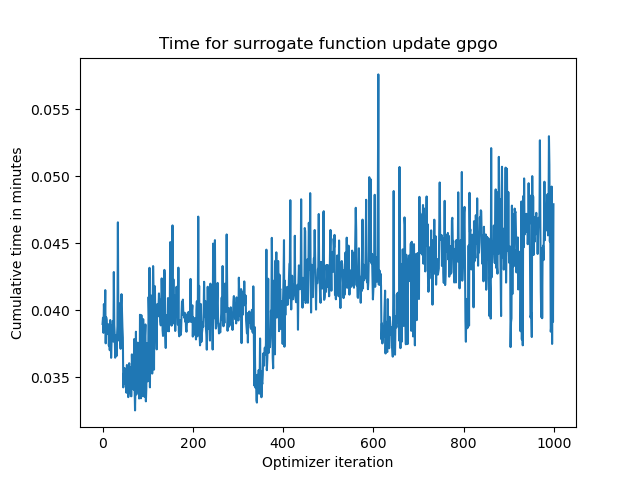 Time for surrogate function update gpgo
Cumulative time in minutes
0.055
0.050
0.045
0.040
0.035
0 200 400 600 800 1000
Optimizer iteration